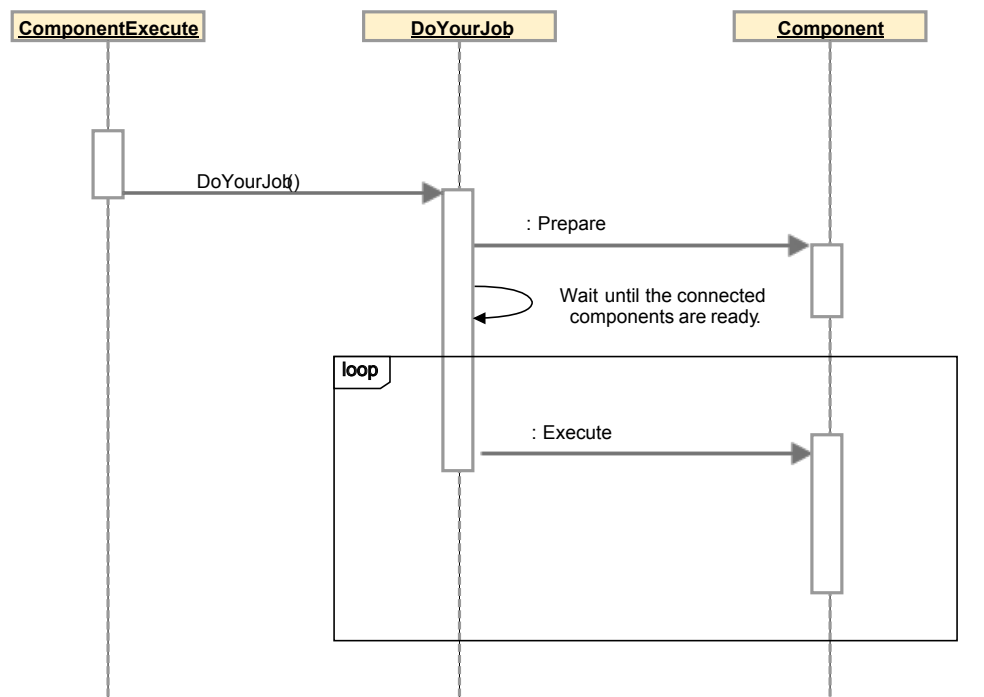 ComponentExecute
DoYourJob
Component
DoYourJob()
: Prepare
Wait until the connected
components are ready.
loop
: Execute